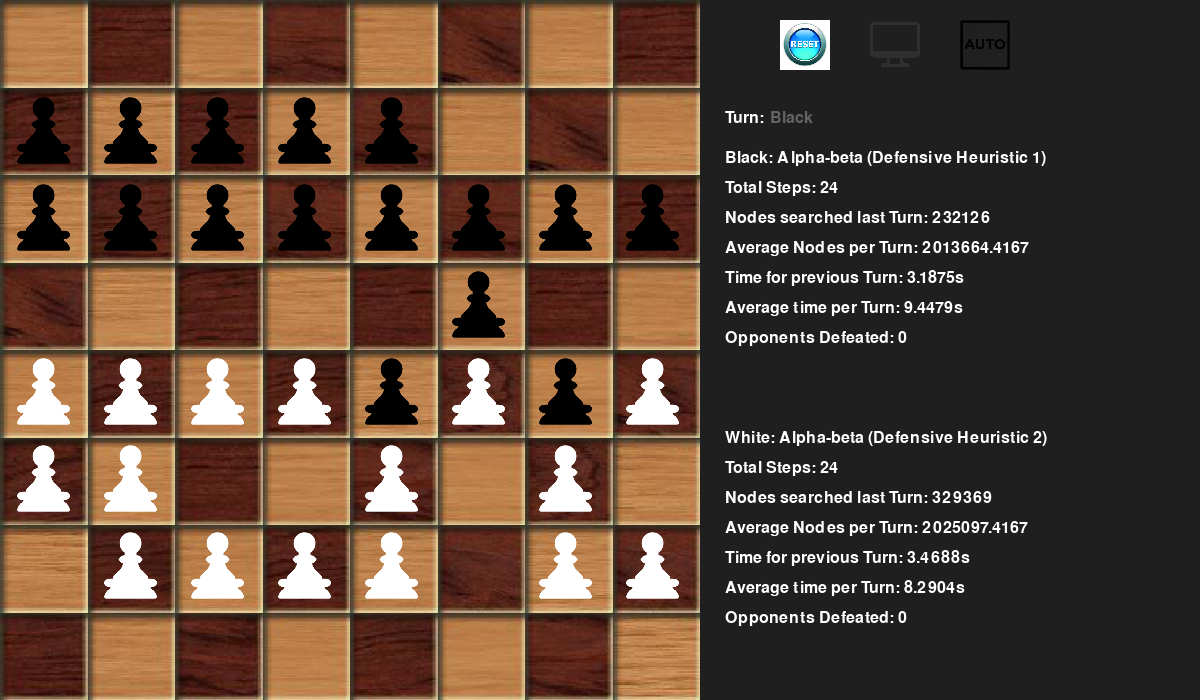 RESET
AUTO
Turn: Black
Black: Alpha-beta (Defensive Heuristic 1)
Total Steps: 24
Nodes searched last Turn: 232126
Average Nodes per Turn: 2013664.4167
Time for previous Turn: 3.1875s
Average time per Turn: 9.4479s
Opponents Defeated: 0
White: Alpha-beta (Defensive Heuristic 2)
Total Steps: 24
Nodes searched last Turn: 329369
Average Nodes per Turn: 2025097.4167
Time for previous Turn: 3.4688s
Average time per Turn: 8.2904s
Opponents Defeated: 0